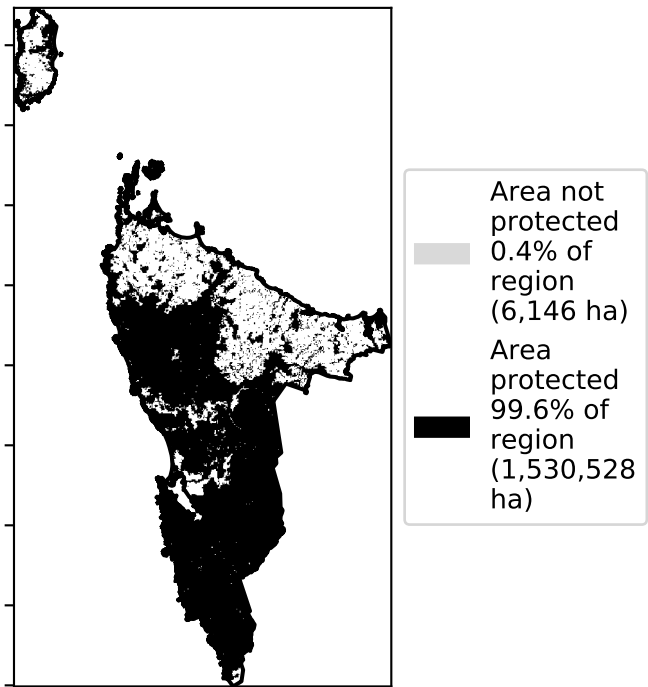 Area not
protected
0.4% of
region
(6,146 ha)
Area
protected
99.6% of
region
(1,530,528
ha)